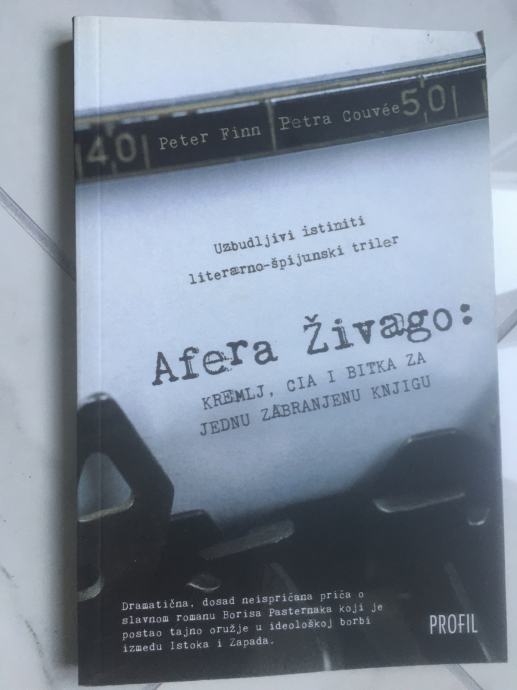 40 Peter Finn Petra Couvée 50
Uzbudljivi istiniti
literarno-špijunski triler
Afera Živago:
KREMLJ, CIA I BITKA ZA
JEDNU ZABRANJENU KNJIGU
Dramatična, dosad neispričana priča o
slavnom romanu Borisa Pasternaka koji je
postao tajno oružje u ideološkoj borbi
između Istoka i Zapada.
PROFIL